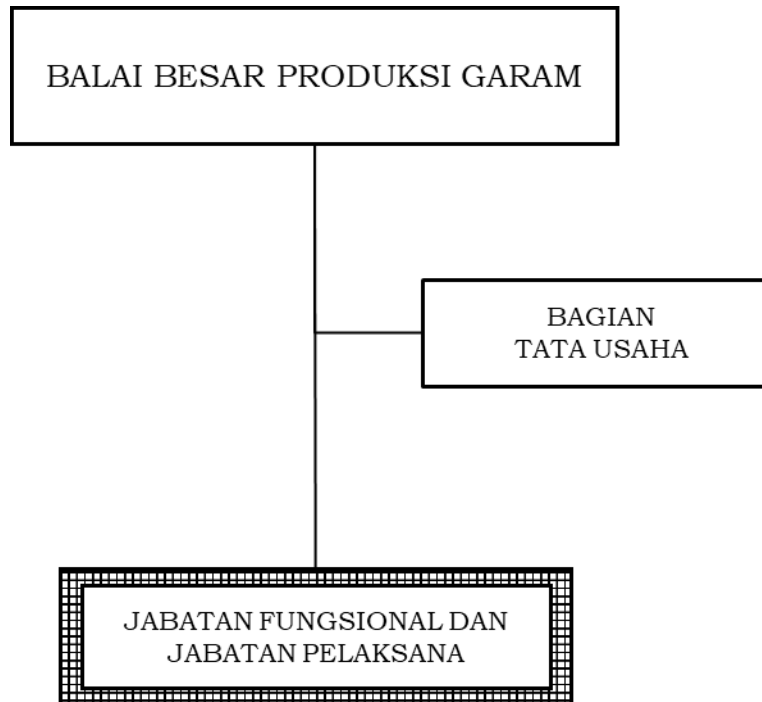 BALAI BESAR PRODUKSI GARAM
BAGIAN
TATA USAHA
JABATAN FUNGSIONAL DAN
JABATAN PELAKSANA